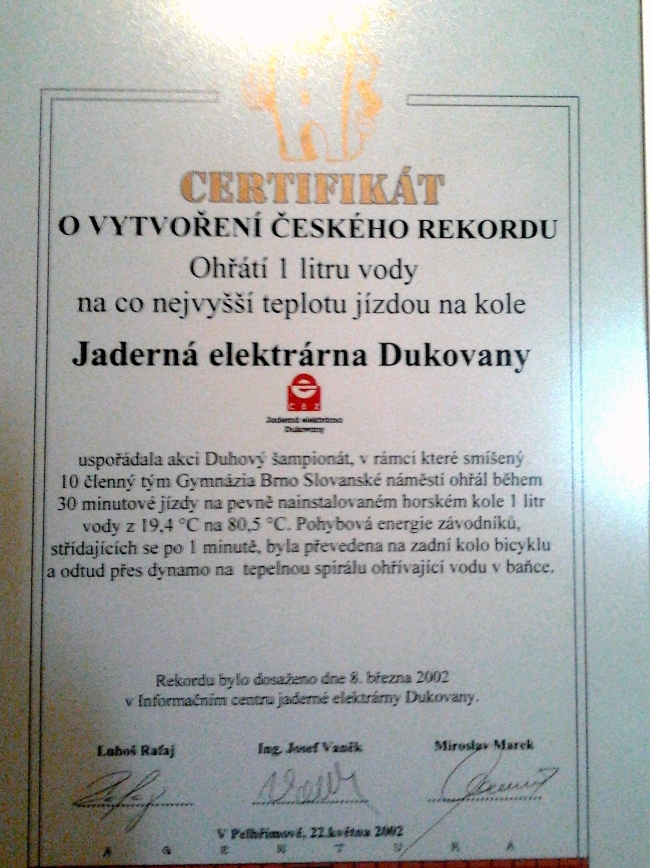 CERTIFIKÁT
O VYTVOŘENÍ ČESKÉHO REKORDU
Ohřátí 1 litru vody
na co nejvyšší teplotu jízdou na kole
Jaderná elektrárna Dukovany
ČEZ
Jaderná elektrárna
Dukovany
uspořádala akci Duhový šampionát, v rámci které smíšený
10 členný tým Gymnázia Brno Slovanské náměstí ohřál během
30 minutové jízdy na pevně nainstalovaném horském kole 1 litr
vody z 19,4 °C na 80,5 °C. Pohybová energie závodníků,
střídajících se po 1 minutě, byla převedena na zadní kolo bicyklu
a odtud přes dynamo na tepelnou spirálu ohřívající vodu v baňce.
Rekordu bylo dosaženo dne 8. března 2002
v Informačním centru jaderné elektrárny Dukovany.
Luboš Rafaj Ing. Josef Vaněk Miroslav Marek
V Pelhřimově, 22.května 2002
A G E N T U R A